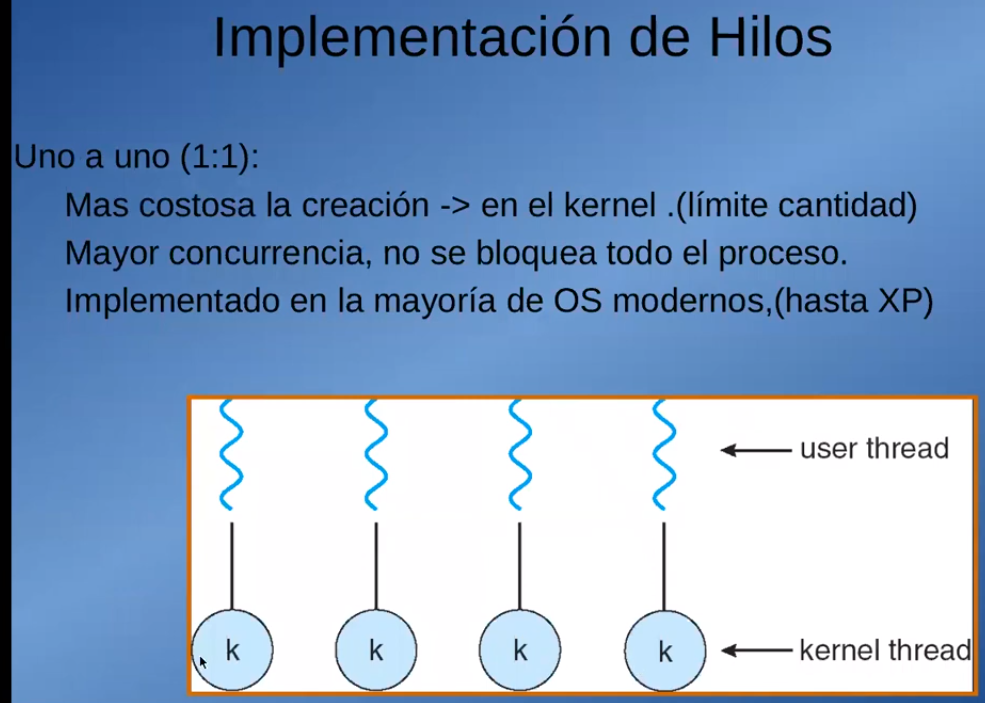 Implementación de Hilos
Uno a uno (1:1):
Mas costosa la creación -> en el kernel .(límite cantidad)
Mayor concurrencia, no se bloquea todo el proceso.
Implementado en la mayoría de OS modernos,(hasta XP)
user thread
k k k k
kernel thread